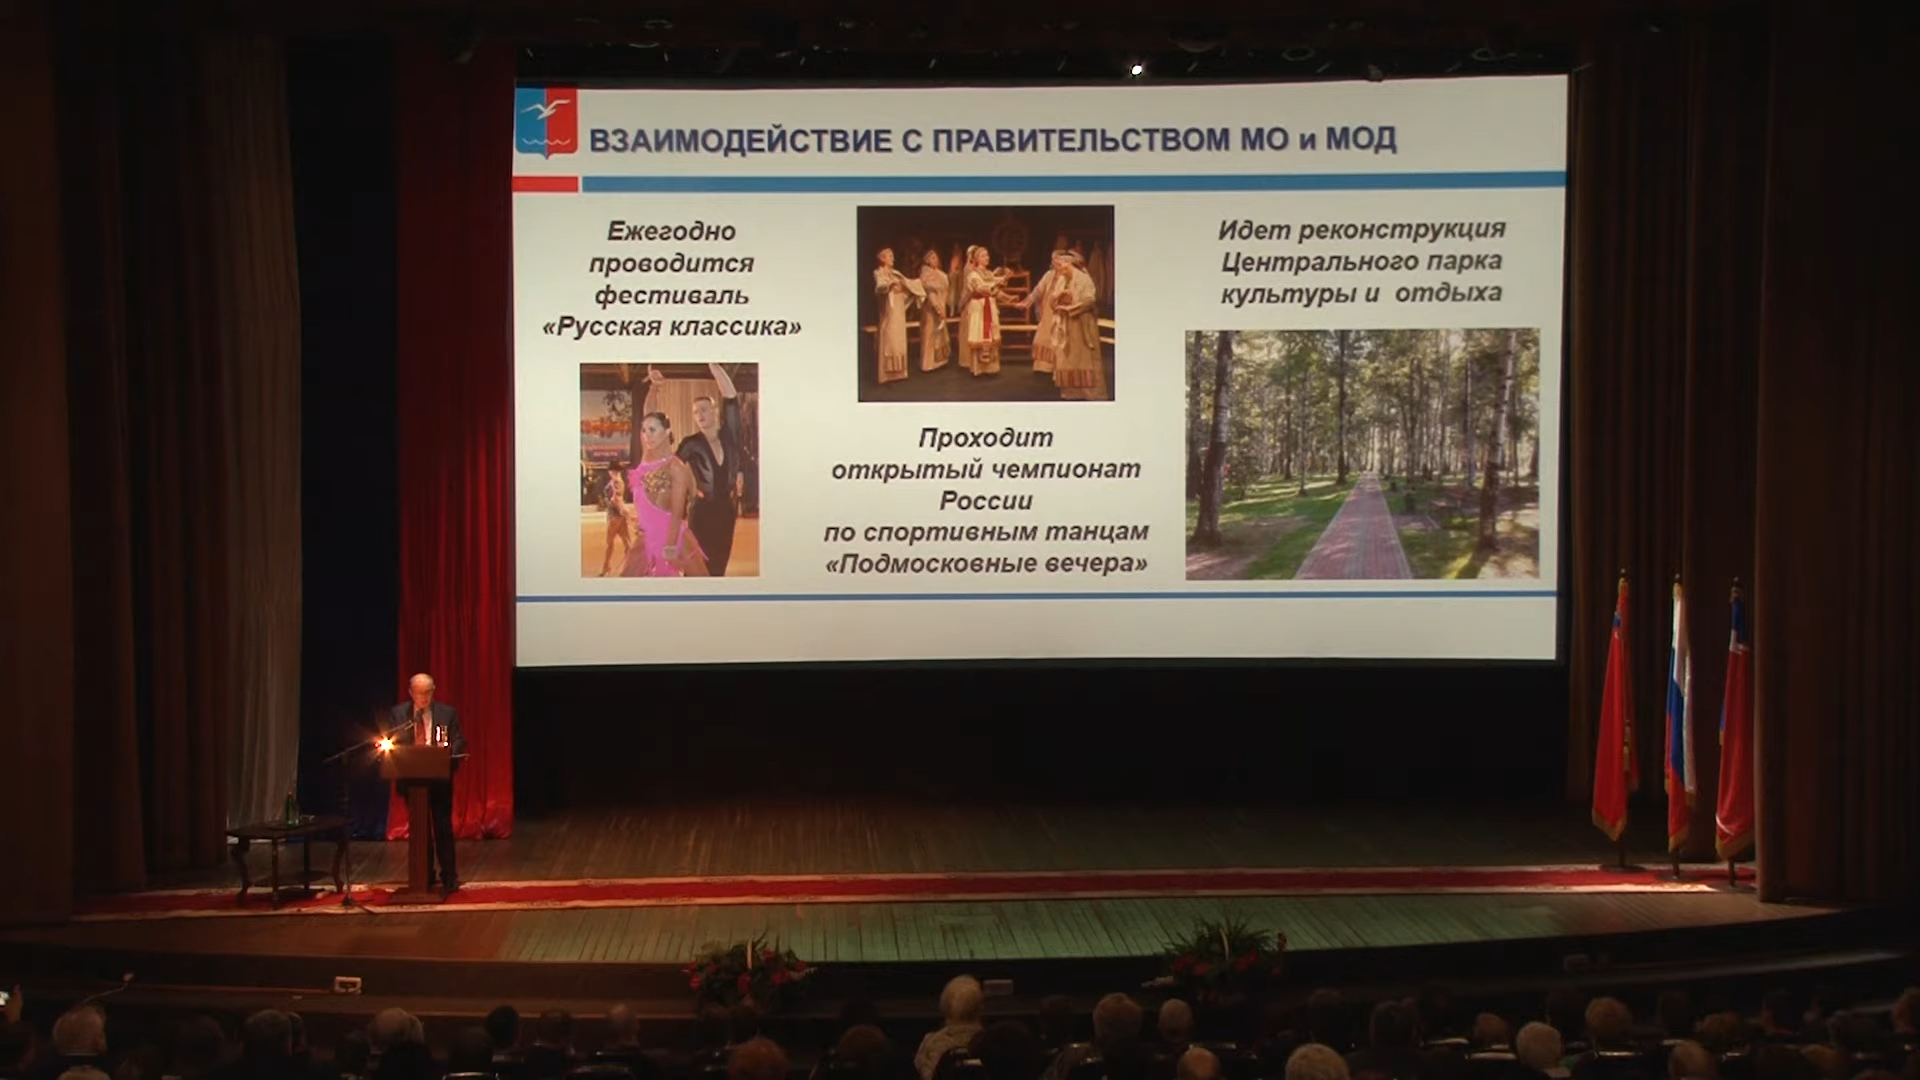 ВЗАИМОДЕЙСТВИЕ С ПРАВИТЕЛЬСТВОМ МО и МОД
Ежегодно
проводится
фестиваль
«Русская классика»
Проходит
открытый чемпионат
России
по спортивным танцам
«Подмосковные вечера»
Идет реконструкция
Центрального парка
культуры и отдыха